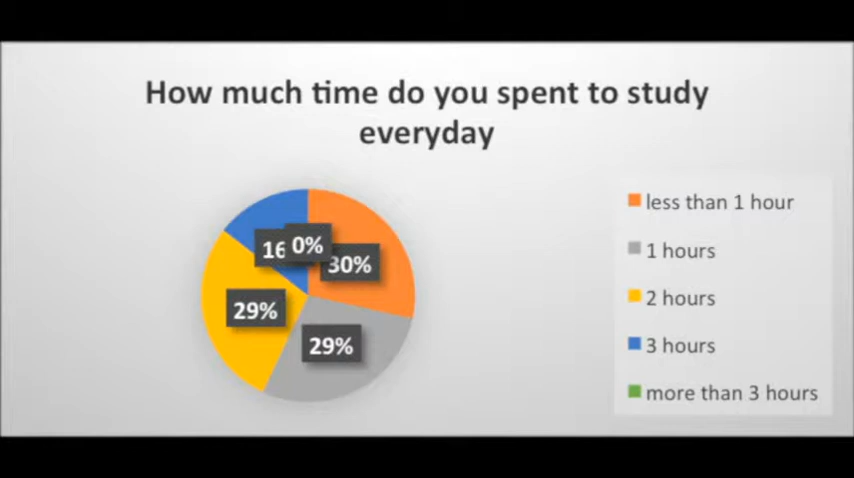 How much time do you spent to study
everyday
less than 1 hour
1 hours
2 hours
3 hours
more than 3 hours
16
0%
30%
29%
29%